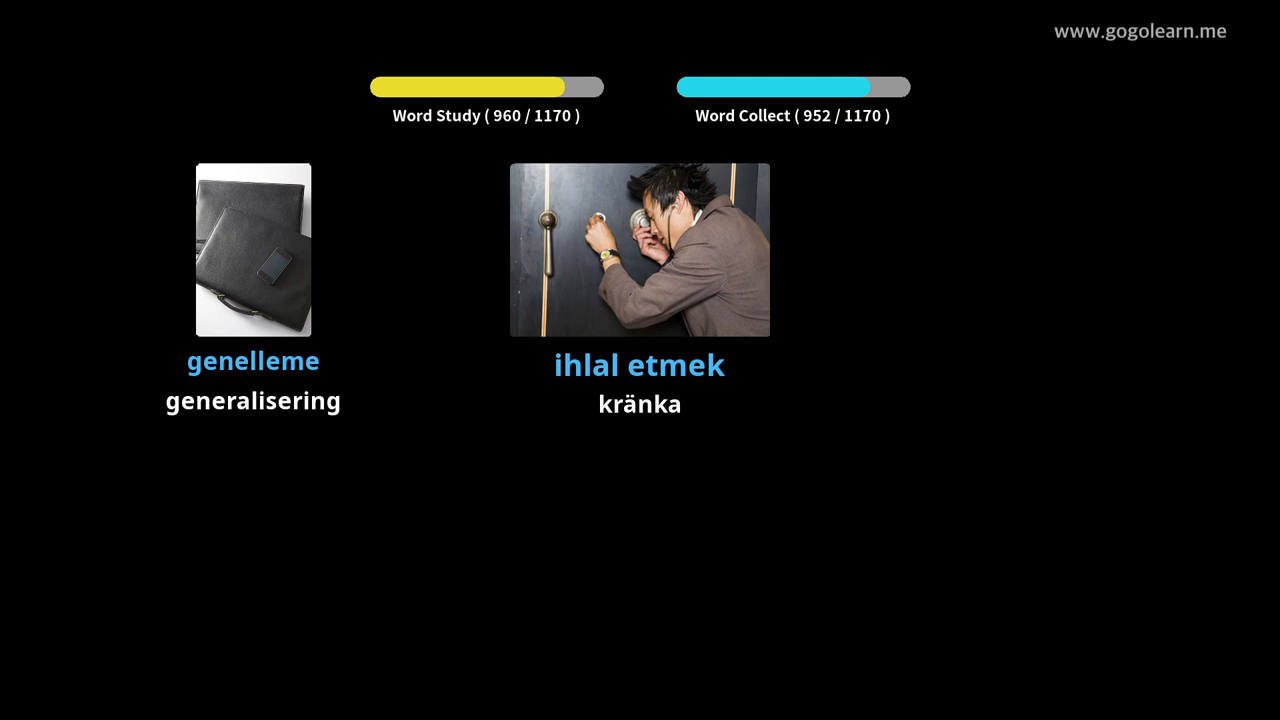 www.gogolearn.me
Word Study ( 960 / 1170 )
Word Collect ( 952 / 1170 )
genelleme
generalisering
ihlal etmek
kränka